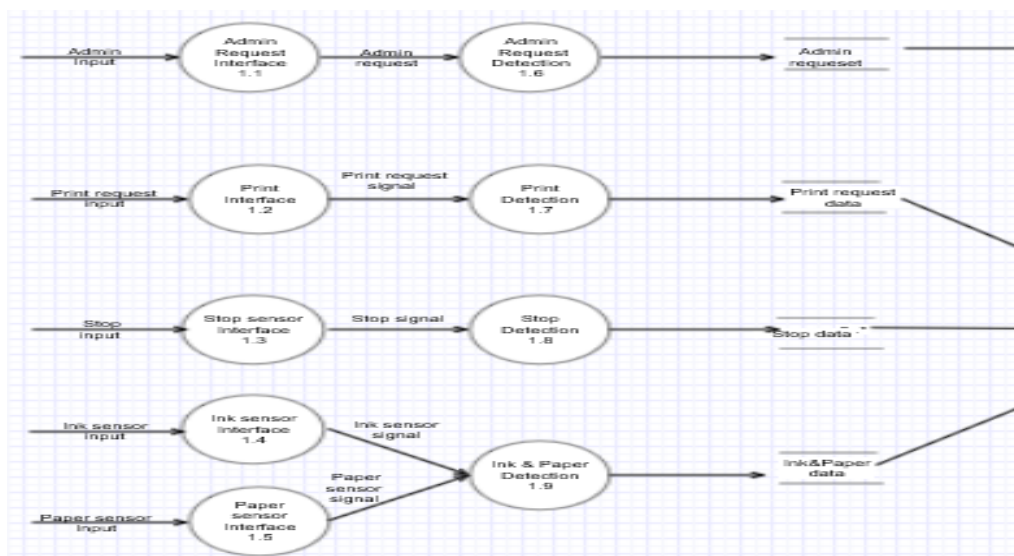 Admin
Input
Admin
Request
Interface
1.1
Admin
request
Admin
Request
Detection
1.6
Admin
requeset
Print request
Input
Print
Interface
1.2
Print request
signal
Print
Detection
1.7
Print request
data
Stop
Input
Stop sensor
Interface
1.3
Stop signal
Stop
Detection
1.8
Stop data
Ink sensor
Input
Ink sensor
Interface
1.4
Ink sensor
signal
Paper sensor
Input
Paper
sensor
Interface
1.5
Paper
sensor
signal
Ink & Paper
Detection
1.9
Ink&Paper
data